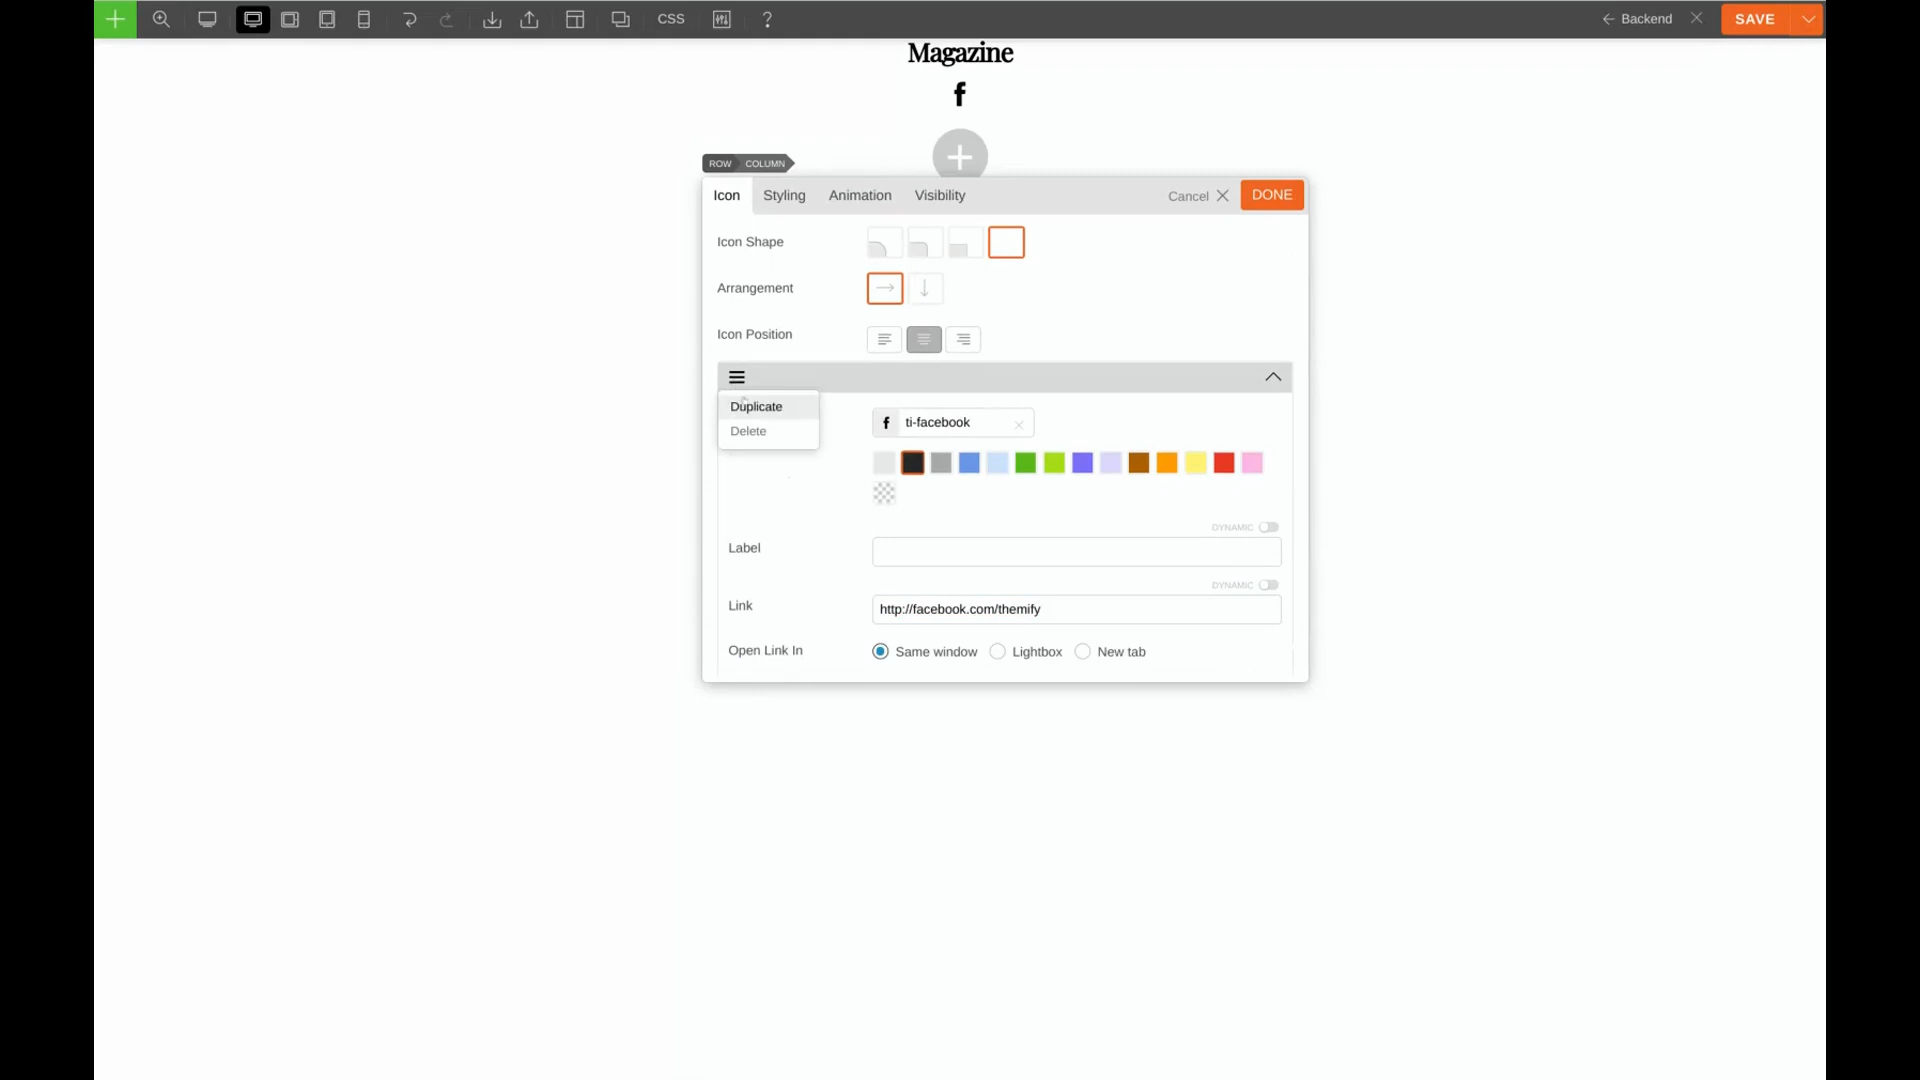 CSS
?
Backend
SAVE
Magazine
ROW COLUMN
Icon Styling Animation Visibility Cancel DONE
Icon Shape
Arrangement
Icon Position
Duplicate
Delete
ti-facebook
DYNAMIC
Label
DYNAMIC
Link http://facebook.com/themify
Open Link In Same window Lightbox New tab